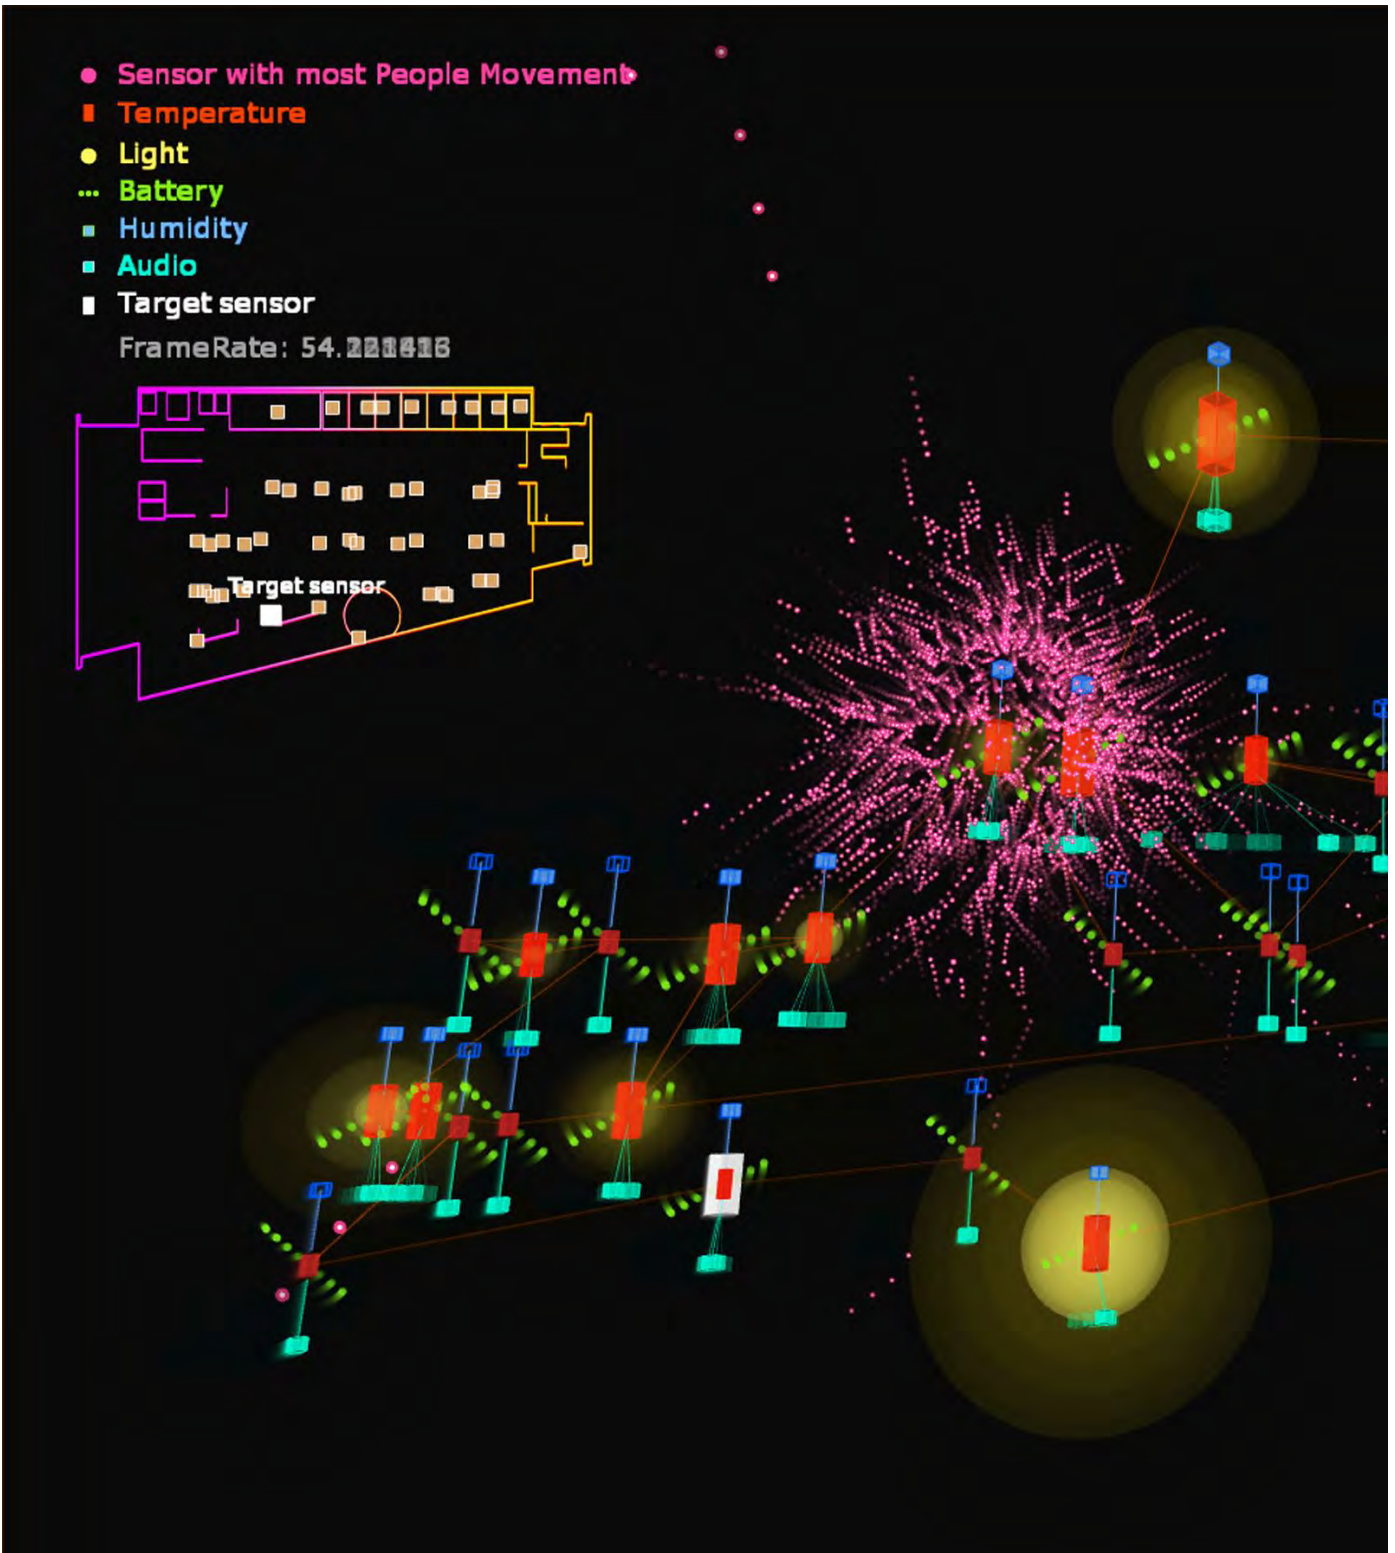 Sensor with most People Movement
Temperature
Light
Battery
Humidity
Audio
Target sensor
FrameRate: 54.
Target sensor